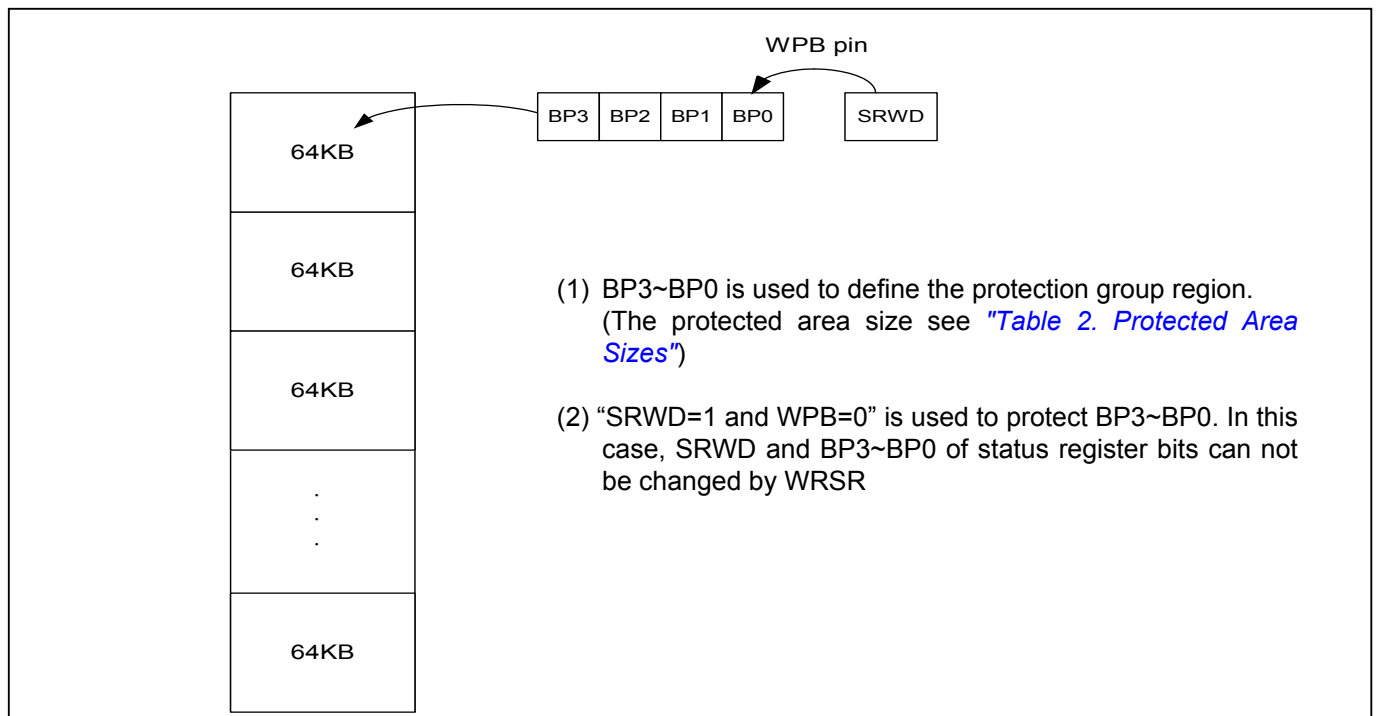 WPB pin
BP3 BP2 BP1 BP0 SRWD
64KB
64KB
64KB
.
.
.
64KB
(1) BP3~BP0 is used to define the protection group region.
(The protected area size see "Table 2. Protected Area
Sizes")
(2) “SRWD=1 and WPB=0” is used to protect BP3~BP0. In this
case, SRWD and BP3~BP0 of status register bits can not
be changed by WRSR